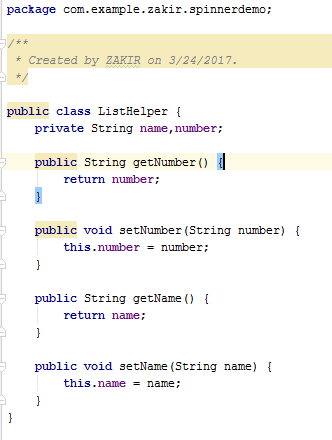 package com.example.zakir.spinnerdemo;
/**
 * Created by ZAKIR on 3/24/2017.
 */
public class ListHelper {
    private String name,number;
    public String getNumber() {
        return number;
    }
    public void setNumber(String number) {
        this.number = number;
    }
    public String getName() {
        return name;
    }
    public void setName(String name) {
        this.name = name;
    }
}